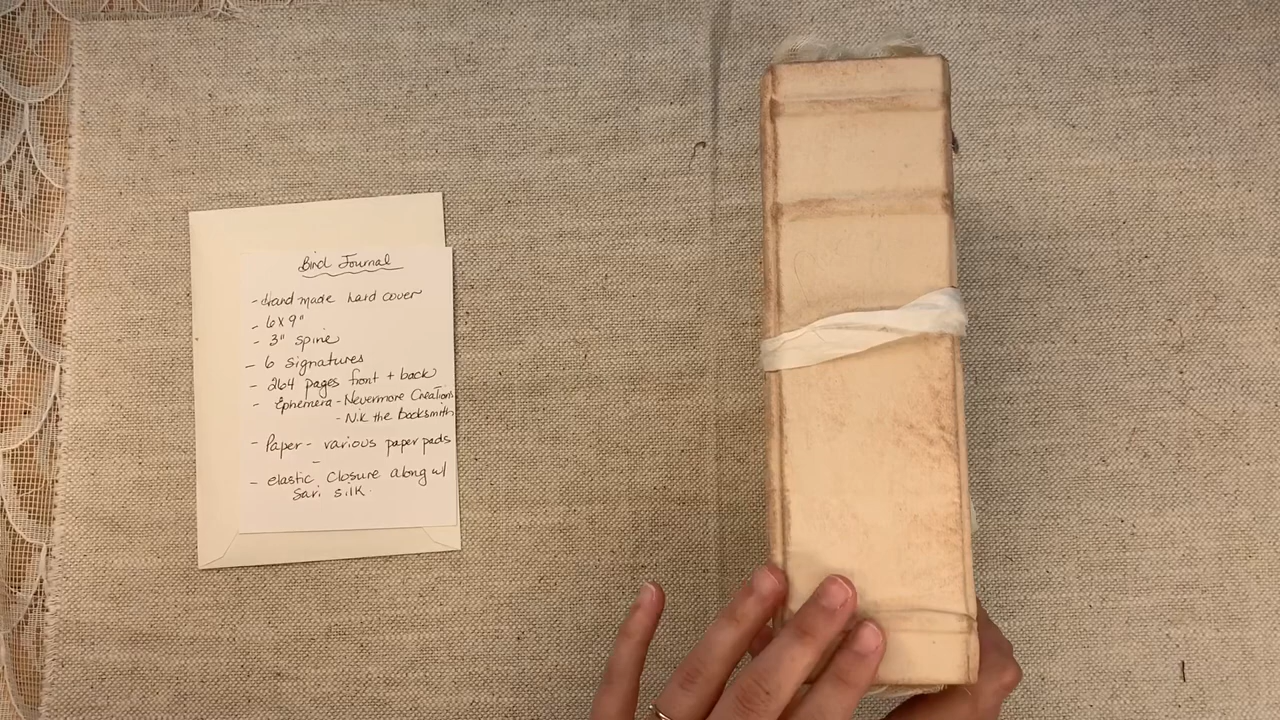 Bird Journal
- Hand made hard cover
- 6x9"
- 3" spine
- 6 signatures
- 264 pages front + back
- Ephemera - Nevermore Creations
- Nik the Booksmith
- Paper - various paper pads
-
- elastic closure along w/
Sari silk.